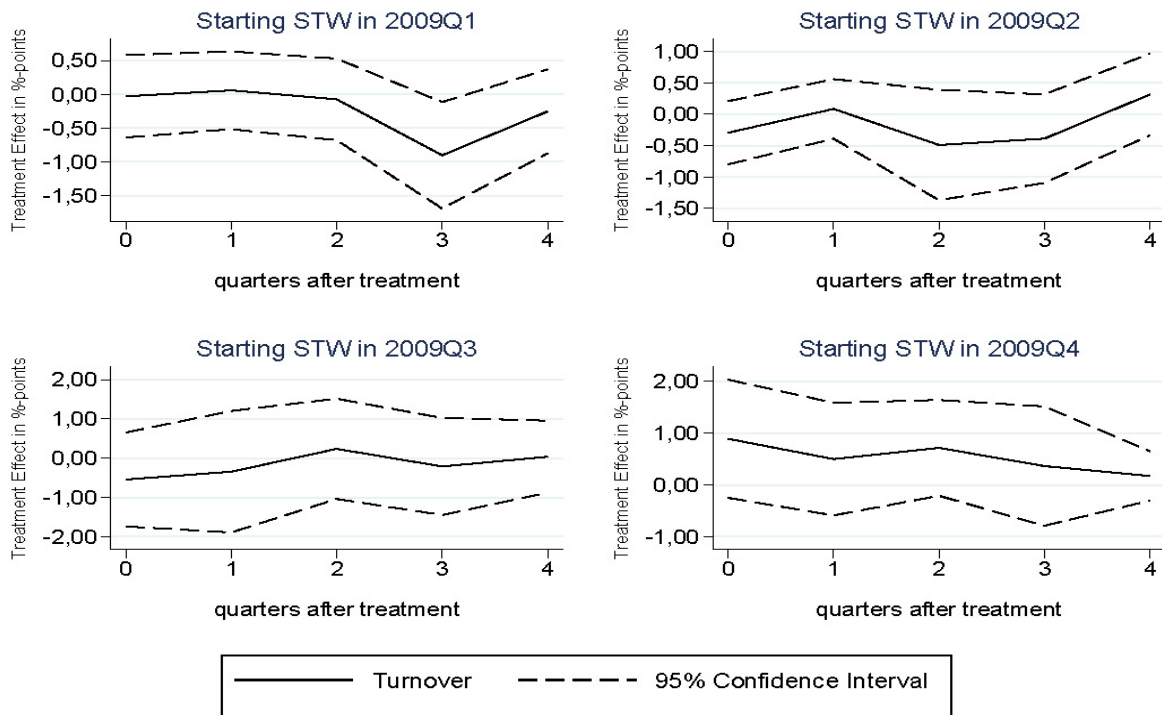 Starting STW in 2009Q1
Treatment Effect in %-points
0,50
0,00
-0,50
-1,00
-1,50
0 1 2 3 4
quarters after treatment
Starting STW in 2009Q2
Treatment Effect in %-points
1,00
0,50
0,00
-0,50
-1,00
-1,50
0 1 2 3 4
quarters after treatment
Starting STW in 2009Q3
Treatment Effect in %-points
2,00
1,00
0,00
-1,00
-2,00
0 1 2 3 4
quarters after treatment
Starting STW in 2009Q4
Treatment Effect in %-points
2,00
1,00
0,00
-1,00
0 1 2 3 4
quarters after treatment
Turnover 95% Confidence Interval